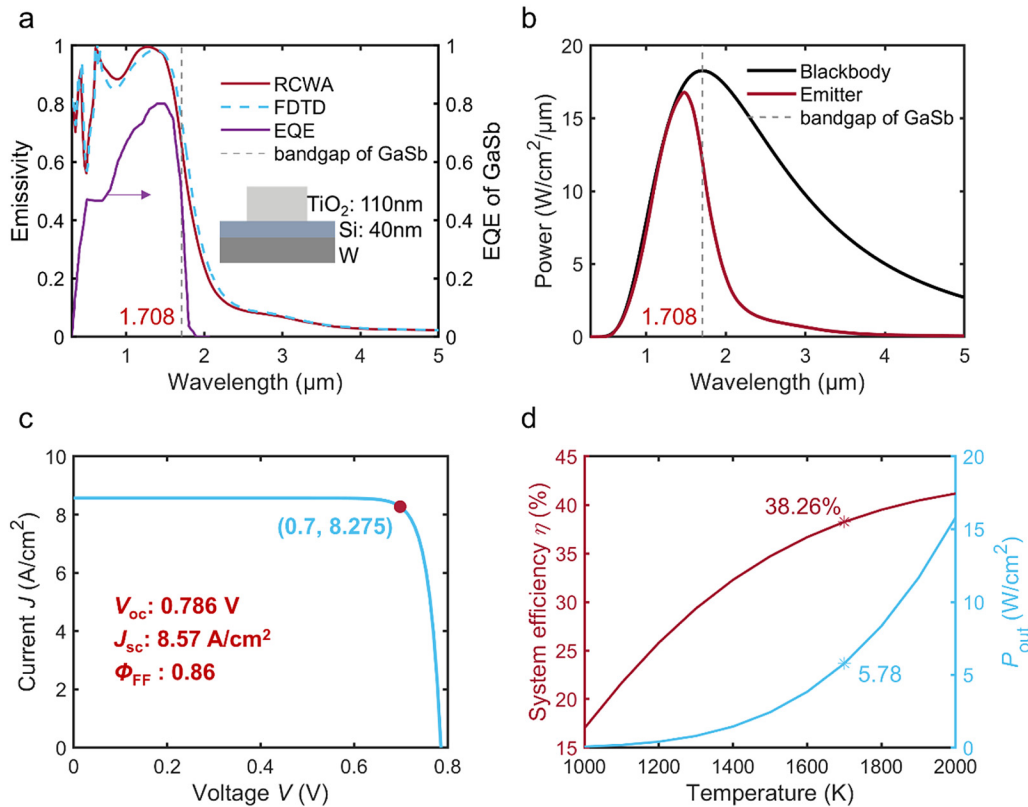 a
Emissivity
1
0.8
0.6
0.4
0.2
0
1
0.8
0.6
0.4
0.2
0
EQE of GaSb
RCWA
FDTD
EQE
bandgap of GaSb
TiO₂: 110nm
Si: 40nm
W
1.708
1 2 3 4 5
Wavelength (μm)
b
Power (W/cm²/μm)
20
15
10
5
0
Blackbody
Emitter
bandgap of GaSb
1.708
1 2 3 4 5
Wavelength (μm)
c
Current J (A/cm²)
10
8
6
4
2
0
(0.7, 8.275)
Voc: 0.786 V
Jsc: 8.57 A/cm²
ΦFF : 0.86
0 0.2 0.4 0.6 0.8
Voltage V (V)
d
System efficiency η (%)
45
40
35
30
25
20
15
38.26%
5.78
20
15
10
5
0
Pout (W/cm²)
1000 1200 1400 1600 1800 2000
Temperature (K)